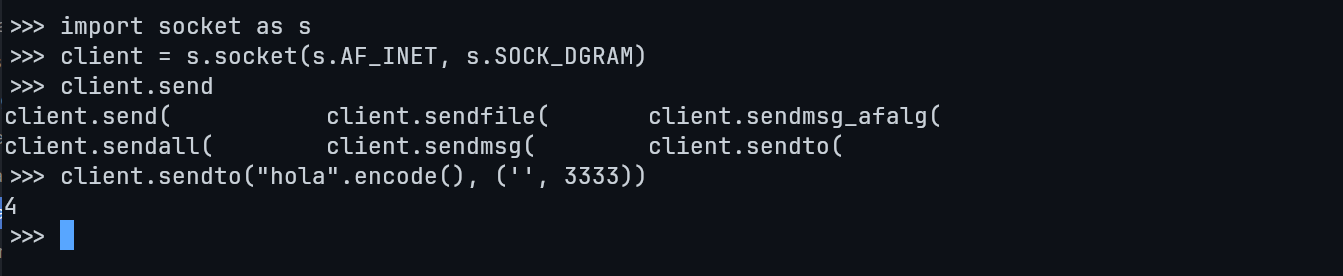 >>> import socket as s
>>> client = s.socket(s.AF_INET, s.SOCK_DGRAM)
>>> client.send
client.send(           client.sendfile(       client.sendmsg_afalg(
client.sendall(        client.sendmsg(        client.sendto(
>>> client.sendto("hola".encode(), ('', 3333))
4
>>>